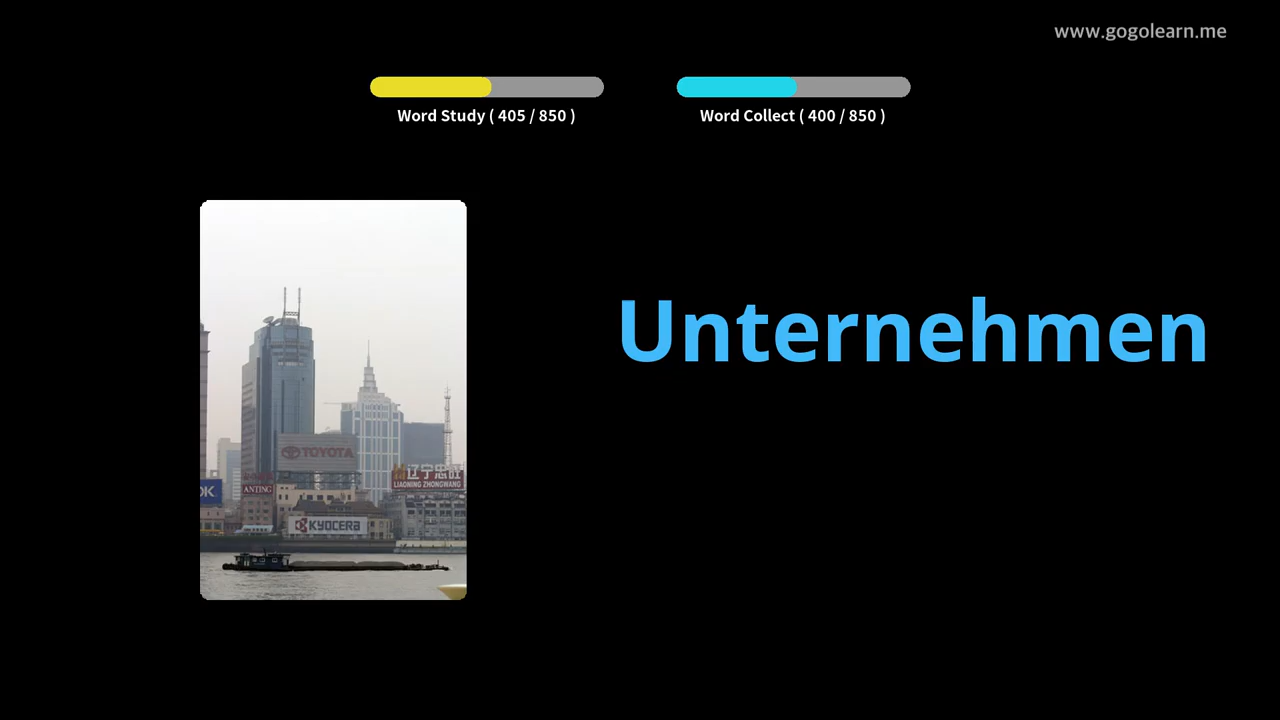 www.gogolearn.me
Word Study ( 405 / 850 )
Word Collect ( 400 / 850 )
Unternehmen
TOYOTA
辽宁忠旺
LIAONING ZHONGWANG
OK
ANTING
KYOCERA